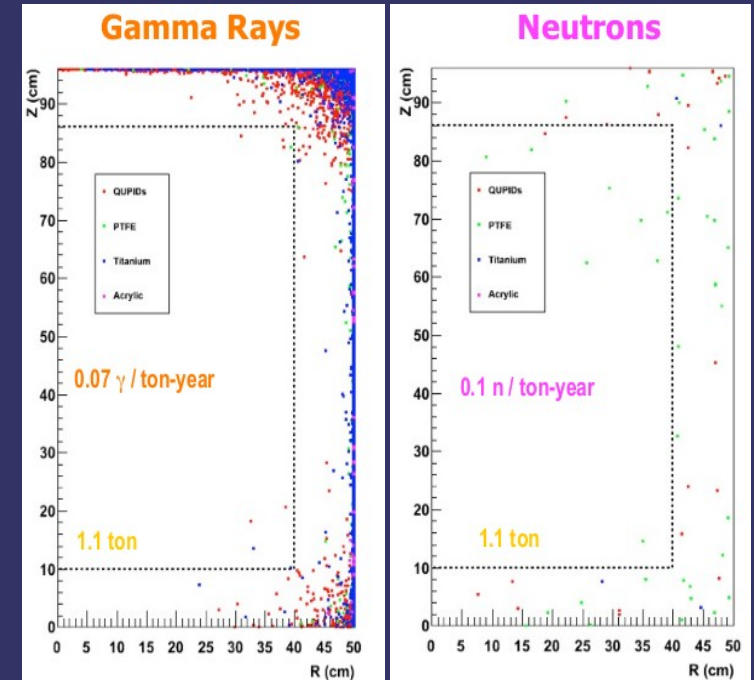 Gamma Rays
Z (cm)
90
80
70
60
50
40
30
20
10
0
QUPIDs
PTFE
Titanium
Acrylic
0.07 γ / ton-year
1.1 ton
0 5 10 15 20 25 30 35 40 45 50
R (cm)
Neutrons
Z (cm)
90
80
70
60
50
40
30
20
10
0
QUPIDs
PTFE
Titanium
Acrylic
0.1 n / ton-year
1.1 ton
0 5 10 15 20 25 30 35 40 45 50
R (cm)